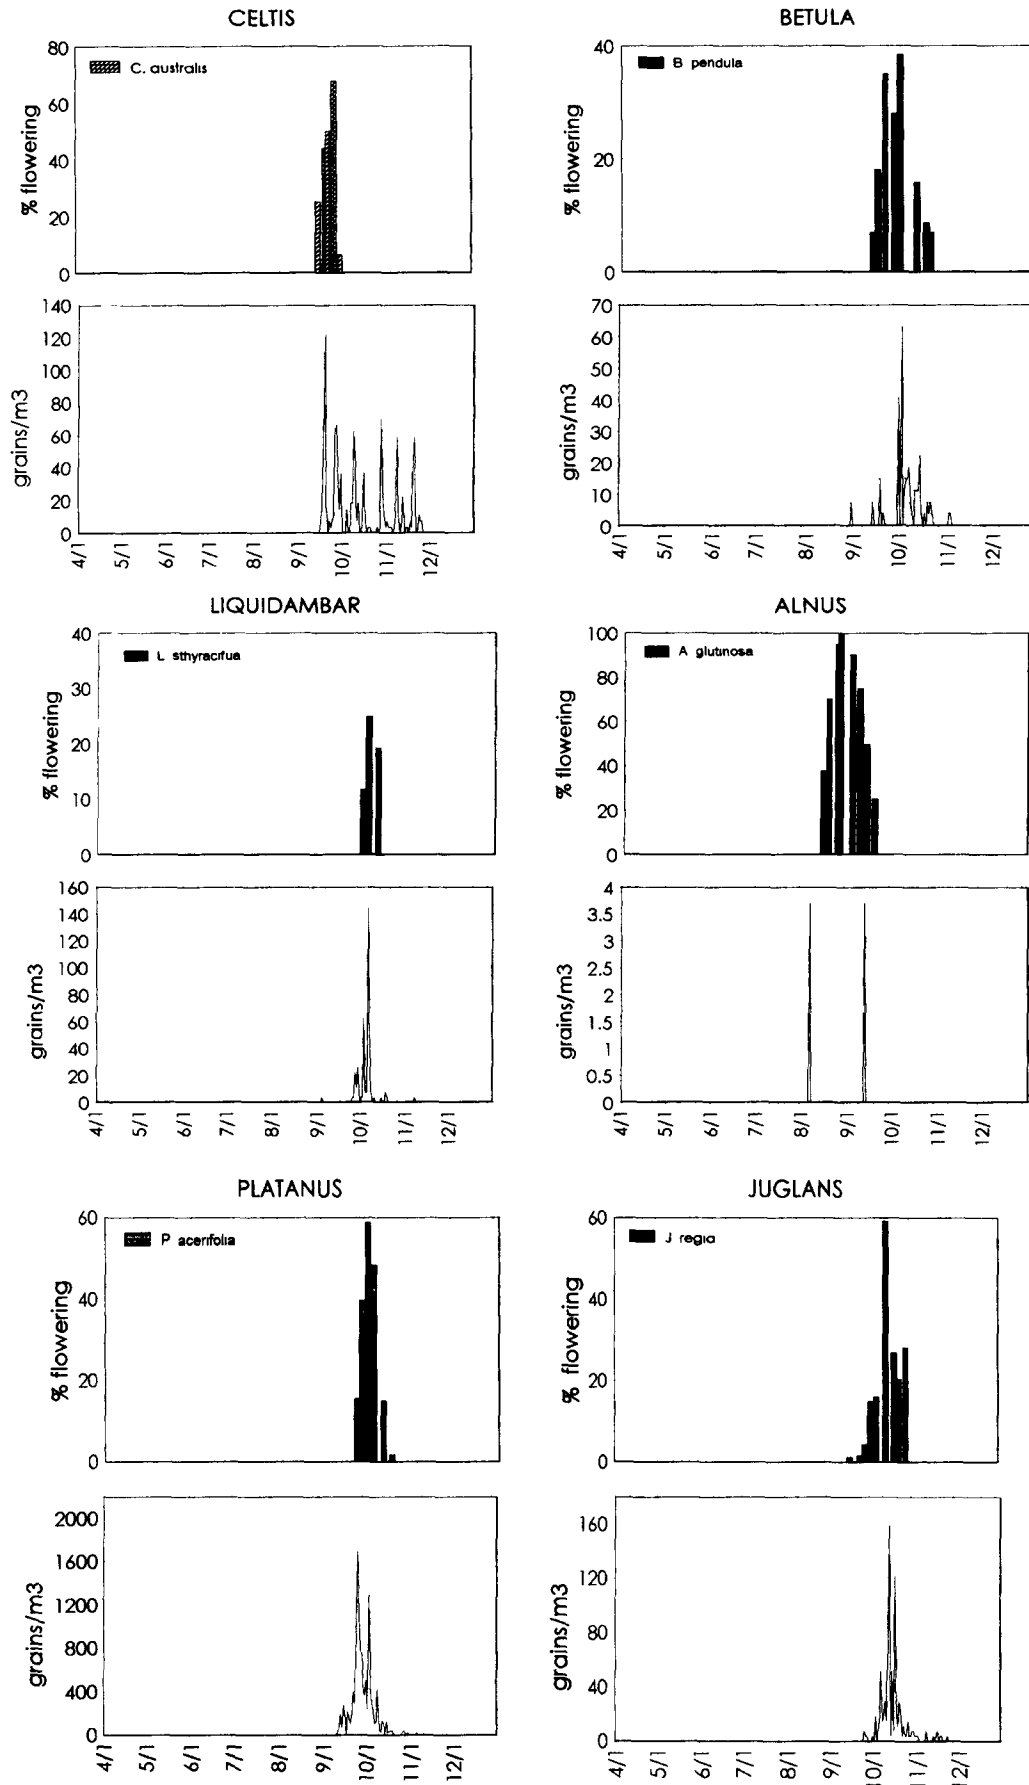 CELTIS
80
60
40
20
0
% flowering
C. australis
140
120
100
80
60
40
20
0
grains/m3
4/1 5/1 6/1 7/1 8/1 9/1 10/1 11/1 12/1
BETULA
40
20
0
% flowering
B pendula
70
60
50
40
30
20
10
0
grains/m3
4/1 5/1 6/1 7/1 8/1 9/1 10/1 11/1 12/1
LIQUIDAMBAR
40
30
20
10
0
% flowering
L sthyracifua
160
140
120
100
80
60
40
20
0
grains/m3
4/1 5/1 6/1 7/1 8/1 9/1 10/1 11/1 12/1
ALNUS
100
80
60
40
20
0
% flowering
A glutinosa
4
3.5
3
2.5
2
1.5
1
0.5
0
grains/m3
4/1 5/1 6/1 7/1 8/1 9/1 10/1 11/1 12/1
PLATANUS
60
40
20
0
% flowering
P acerifolia
2000
1600
1200
800
400
0
grains/m3
4/1 5/1 6/1 7/1 8/1 9/1 10/1 11/1 12/1
JUGLANS
60
40
20
0
% flowering
J regia
160
120
80
40
0
grains/m3
4/1 5/1 6/1 7/1 8/1 9/1 10/1 11/1 12/1